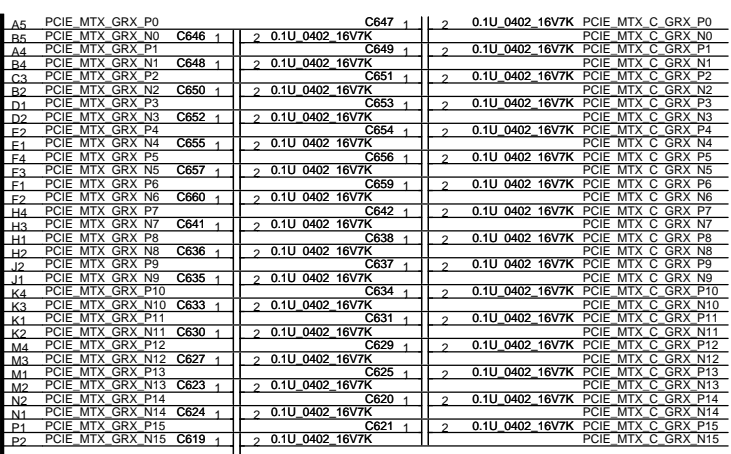 A5 PCIE_MTX_GRX_P0 C647 1 2 0.1U_0402_16V7K PCIE_MTX_C_GRX_P0
B5 PCIE_MTX_GRX_N0 C646 1 2 0.1U_0402_16V7K PCIE_MTX_C_GRX_N0
A4 PCIE_MTX_GRX_P1 C649 1 2 0.1U_0402_16V7K PCIE_MTX_C_GRX_P1
B4 PCIE_MTX_GRX_N1 C648 1 2 0.1U_0402_16V7K PCIE_MTX_C_GRX_N1
C3 PCIE_MTX_GRX_P2 C651 1 2 0.1U_0402_16V7K PCIE_MTX_C_GRX_P2
B2 PCIE_MTX_GRX_N2 C650 1 2 0.1U_0402_16V7K PCIE_MTX_C_GRX_N2
D1 PCIE_MTX_GRX_P3 C653 1 2 0.1U_0402_16V7K PCIE_MTX_C_GRX_P3
D2 PCIE_MTX_GRX_N3 C652 1 2 0.1U_0402_16V7K PCIE_MTX_C_GRX_N3
E2 PCIE_MTX_GRX_P4 C654 1 2 0.1U_0402_16V7K PCIE_MTX_C_GRX_P4
E1 PCIE_MTX_GRX_N4 C655 1 2 0.1U_0402_16V7K PCIE_MTX_C_GRX_N4
F4 PCIE_MTX_GRX_P5 C656 1 2 0.1U_0402_16V7K PCIE_MTX_C_GRX_P5
F3 PCIE_MTX_GRX_N5 C657 1 2 0.1U_0402_16V7K PCIE_MTX_C_GRX_N5
F1 PCIE_MTX_GRX_P6 C659 1 2 0.1U_0402_16V7K PCIE_MTX_C_GRX_P6
F2 PCIE_MTX_GRX_N6 C660 1 2 0.1U_0402_16V7K PCIE_MTX_C_GRX_N6
H4 PCIE_MTX_GRX_P7 C642 1 2 0.1U_0402_16V7K PCIE_MTX_C_GRX_P7
H3 PCIE_MTX_GRX_N7 C641 1 2 0.1U_0402_16V7K PCIE_MTX_C_GRX_N7
H1 PCIE_MTX_GRX_P8 C638 1 2 0.1U_0402_16V7K PCIE_MTX_C_GRX_P8
H2 PCIE_MTX_GRX_N8 C636 1 2 0.1U_0402_16V7K PCIE_MTX_C_GRX_N8
J2 PCIE_MTX_GRX_P9 C637 1 2 0.1U_0402_16V7K PCIE_MTX_C_GRX_P9
J1 PCIE_MTX_GRX_N9 C635 1 2 0.1U_0402_16V7K PCIE_MTX_C_GRX_N9
K4 PCIE_MTX_GRX_P10 C634 1 2 0.1U_0402_16V7K PCIE_MTX_C_GRX_P10
K3 PCIE_MTX_GRX_N10 C633 1 2 0.1U_0402_16V7K PCIE_MTX_C_GRX_N10
K1 PCIE_MTX_GRX_P11 C631 1 2 0.1U_0402_16V7K PCIE_MTX_C_GRX_P11
K2 PCIE_MTX_GRX_N11 C630 1 2 0.1U_0402_16V7K PCIE_MTX_C_GRX_N11
M4 PCIE_MTX_GRX_P12 C629 1 2 0.1U_0402_16V7K PCIE_MTX_C_GRX_P12
M3 PCIE_MTX_GRX_N12 C627 1 2 0.1U_0402_16V7K PCIE_MTX_C_GRX_N12
M1 PCIE_MTX_GRX_P13 C625 1 2 0.1U_0402_16V7K PCIE_MTX_C_GRX_P13
M2 PCIE_MTX_GRX_N13 C623 1 2 0.1U_0402_16V7K PCIE_MTX_C_GRX_N13
N2 PCIE_MTX_GRX_P14 C620 1 2 0.1U_0402_16V7K PCIE_MTX_C_GRX_P14
N1 PCIE_MTX_GRX_N14 C624 1 2 0.1U_0402_16V7K PCIE_MTX_C_GRX_N14
P1 PCIE_MTX_GRX_P15 C621 1 2 0.1U_0402_16V7K PCIE_MTX_C_GRX_P15
P2 PCIE_MTX_GRX_N15 C619 1 2 0.1U_0402_16V7K PCIE_MTX_C_GRX_N15